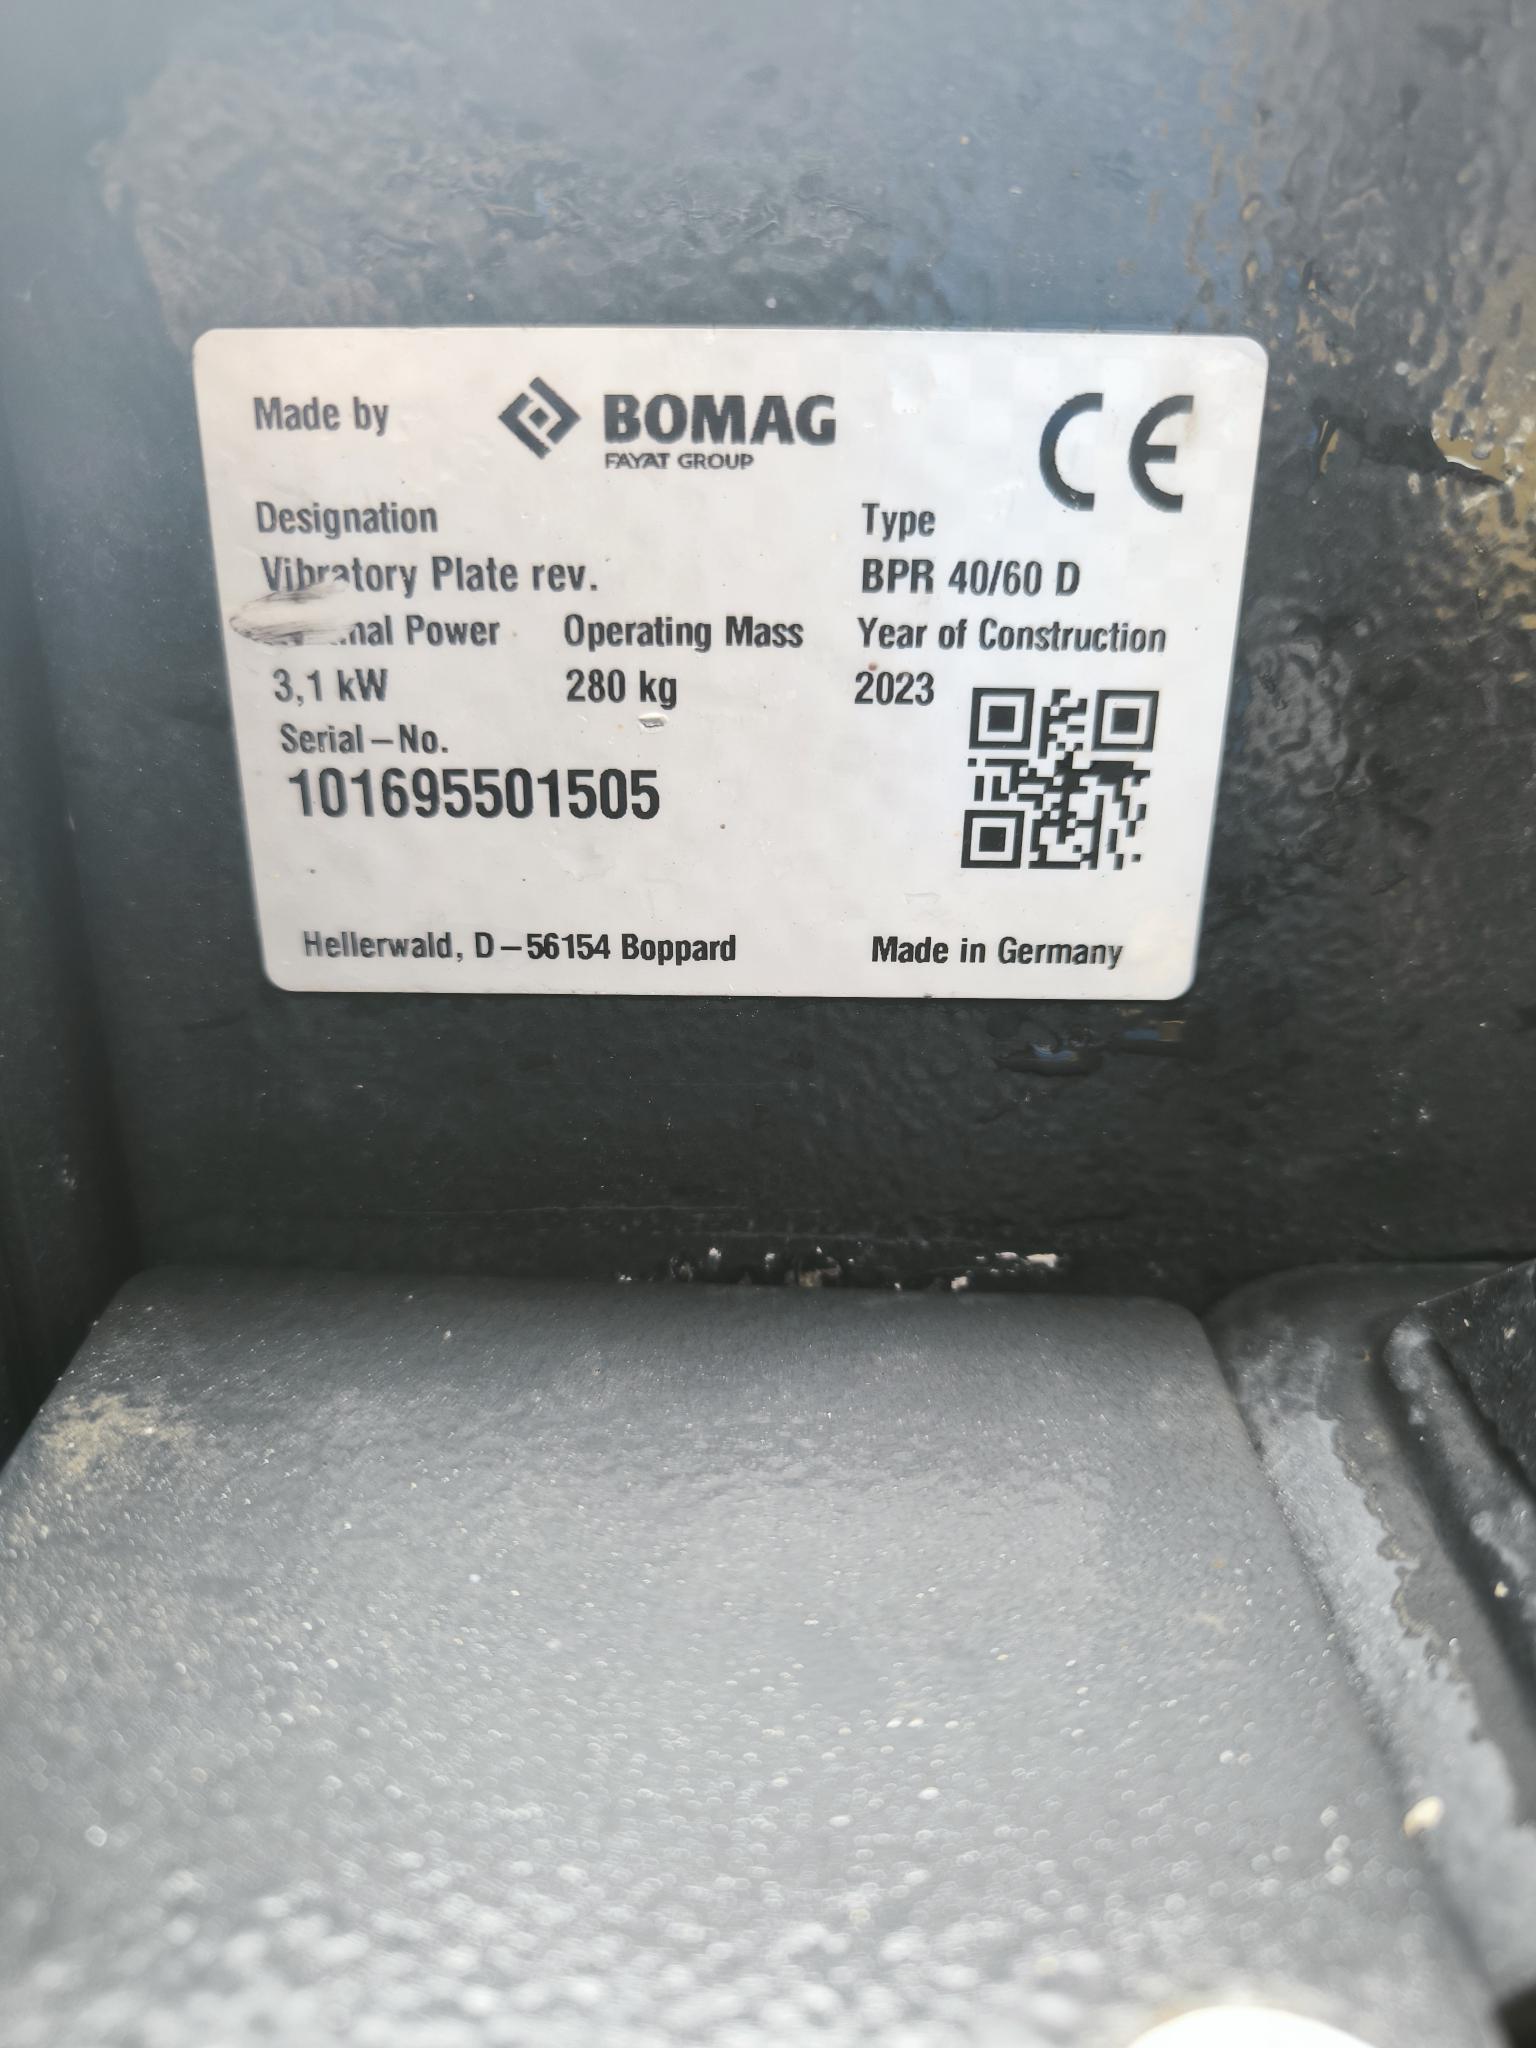 Made by BOMAG CE
FAYAT GROUP
Designation Type
Vibratory Plate rev. BPR 40/60 D
Power Operating Mass Year of Construction
3,1 kW 280 kg 2023
Serial–No.
101695501505
Hellerwald, D–56154 Boppard Made in Germany